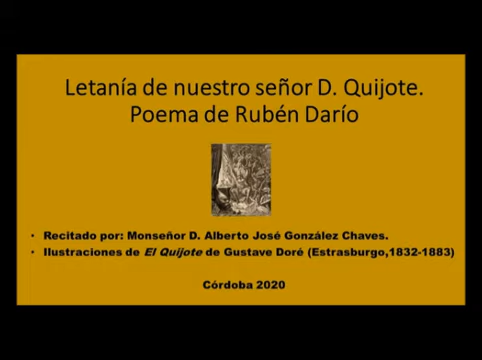 Letanía de nuestro señor D. Quijote.
Poema de Rubén Darío
• Recitado por: Monseñor D. Alberto José González Chaves.
• Ilustraciones de El Quijote de Gustave Doré (Estrasburgo,1832-1883)
Córdoba 2020